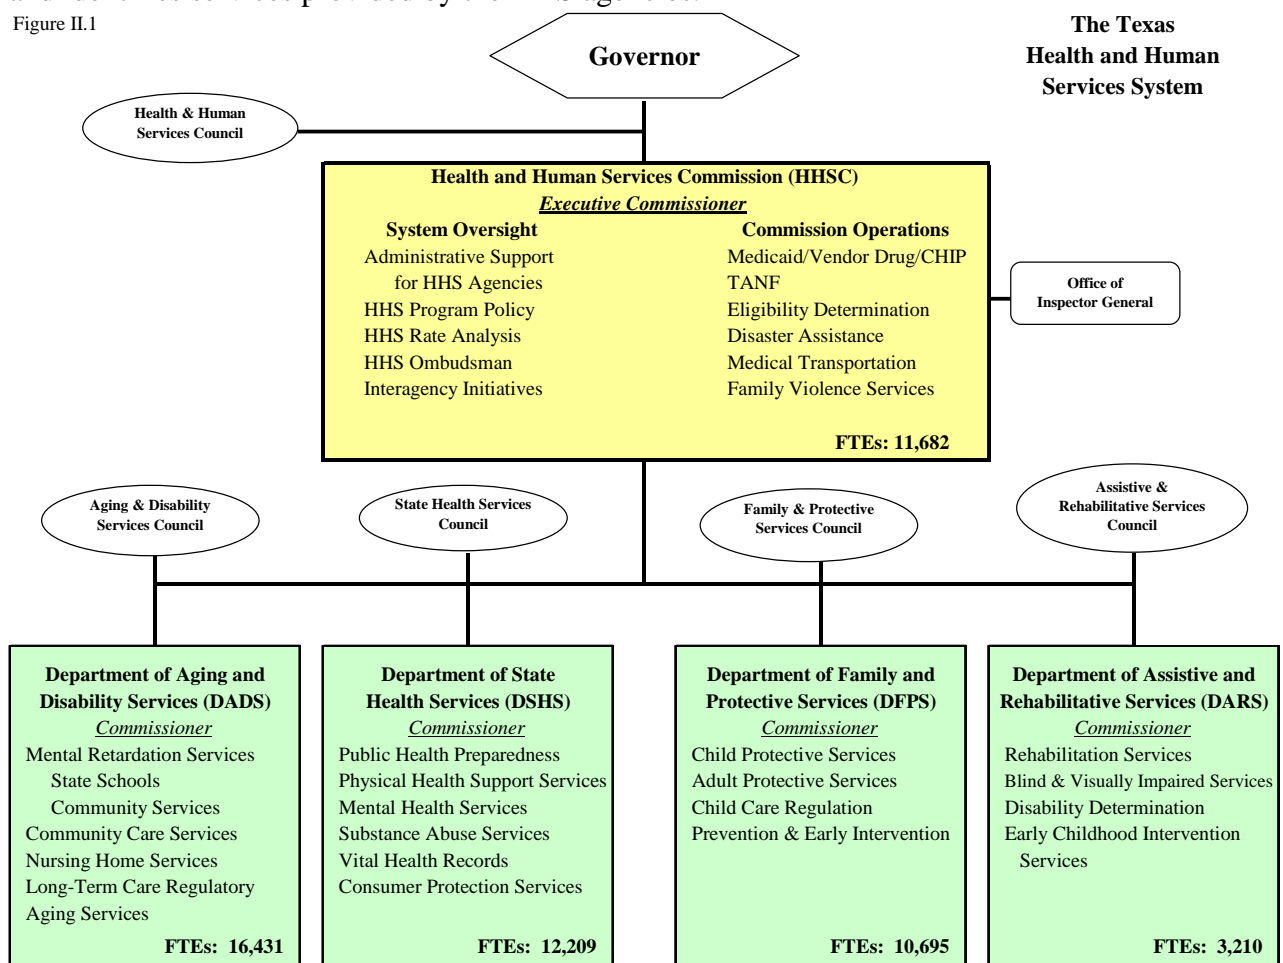 Figure II.1
The Texas
Health and Human
Services System
Governor
Health & Human
Services Council
Health and Human Services Commission (HHSC)
Executive Commissioner
System Oversight
Administrative Support
for HHS Agencies
HHS Program Policy
HHS Rate Analysis
HHS Ombudsman
Interagency Initiatives
Commission Operations
Medicaid/Vendor Drug/CHIP
TANF
Eligibility Determination
Disaster Assistance
Medical Transportation
Family Violence Services
FTEs: 11,682
Office of
Inspector General
Aging & Disability
Services Council
State Health Services
Council
Family & Protective
Services Council
Assistive &
Rehabilitative Services
Council
Department of Aging and
Disability Services (DADS)
Commissioner
Mental Retardation Services
State Schools
Community Services
Community Care Services
Nursing Home Services
Long-Term Care Regulatory
Aging Services
FTEs: 16,431
Department of State
Health Services (DSHS)
Commissioner
Public Health Preparedness
Physical Health Support Services
Mental Health Services
Substance Abuse Services
Vital Health Records
Consumer Protection Services
FTEs: 12,209
Department of Family and
Protective Services (DFPS)
Commissioner
Child Protective Services
Adult Protective Services
Child Care Regulation
Prevention & Early Intervention
FTEs: 10,695
Department of Assistive and
Rehabilitative Services (DARS)
Commissioner
Rehabilitation Services
Blind & Visually Impaired Services
Disability Determination
Early Childhood Intervention
Services
FTEs: 3,210